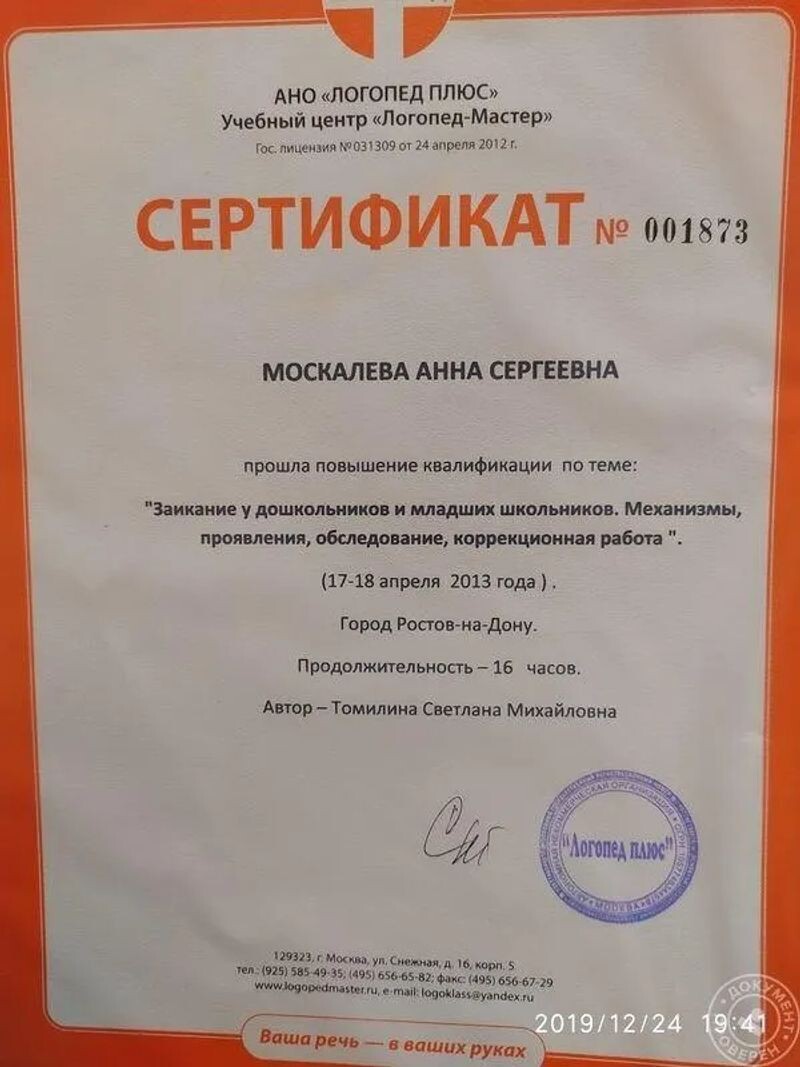 АНО «ЛОГОПЕД ПЛЮС»
Учебный центр «Логопед-Мастер»
Гос. лицензия №031309 от 24 апреля 2012 г.
СЕРТИФИКАТ № 001873
МОСКАЛЕВА АННА СЕРГЕЕВНА
прошла повышение квалификации по теме:
"Заикание у дошкольников и младших школьников. Механизмы,
проявления, обследование, коррекционная работа ".
(17-18 апреля 2013 года ) .
Город Ростов-на-Дону.
Продолжительность – 16 часов.
Автор – Томилина Светлана Михайловна
АВТОНОМНАЯ НЕКОММЕРЧЕСКАЯ ОРГАНИЗАЦИЯ
"Логопед плюс"
МОСКВА
129323, г. Москва, ул. Снежная, д. 16, корп. 5
тел.: (925) 585-49-35; (495) 656-65-82; факс: (495) 656-67-29
www.logopedmaster.ru, e-mail: logoklass@yandex.ru
Ваша речь — в ваших руках
2019/12/24 19:41
ДОКУМЕНТ